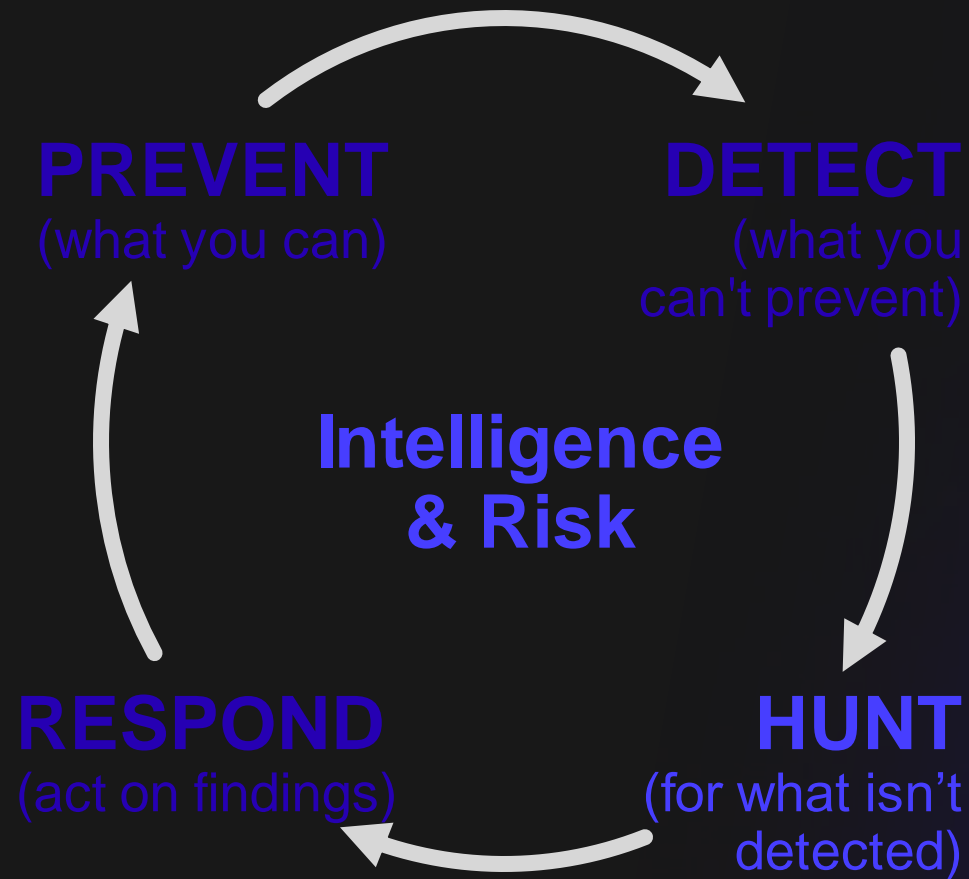 PREVENT
(what you can)
DETECT
(what you
can't prevent)
Intelligence
& Risk
HUNT
(for what isn’t
detected)
RESPOND
(act on findings)